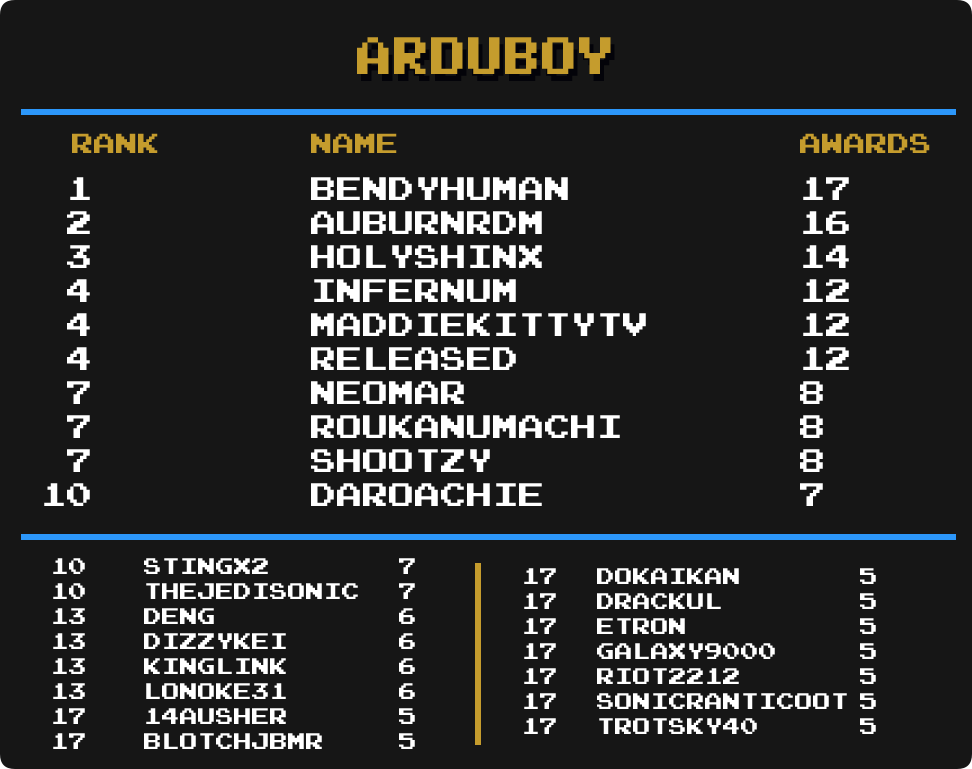 ARDUBOY
RANK NAME AWARDS
1 BENDYHUMAN 17
2 AUBURNRDM 16
3 HOLYSHINX 14
4 INFERNUM 12
4 MADDIEKITTYTV 12
4 RELEASED 12
7 NEOMAR 8
7 ROUKANUMACHI 8
7 SHOOTZY 8
10 DAROACHIE 7
10 STINGX2 7
10 THEJEDISONIC 7
13 DENG 6
13 DIZZYKEI 6
13 KINGLINK 6
13 LONOKE31 6
17 14AUSHER 5
17 BLOTCHJBMR 5
17 DOKAIKAN 5
17 DRACKUL 5
17 ETRON 5
17 GALAXY9000 5
17 RIOT2212 5
17 SONICRANTICOOT 5
17 TROTSKY40 5